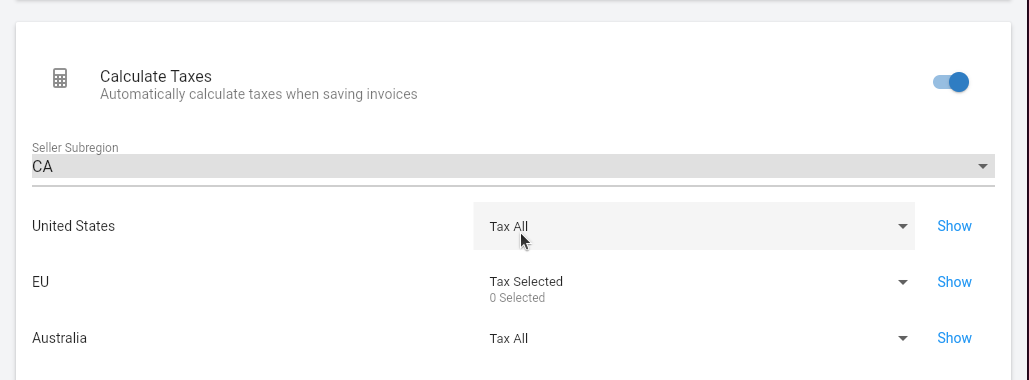 Calculate Taxes
Automatically calculate taxes when saving invoices
Seller Subregion
CA
United States Tax All Show
EU Tax Selected Show
0 Selected
Australia Tax All Show